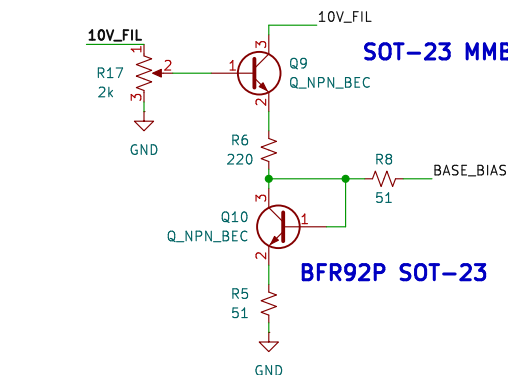 10V_FIL
10V_FIL
SOT-23 MMB
1
R17
2k
2
3
GND
3
1
2
Q9
Q_NPN_BEC
R6
220
R8
51
BASE_BIAS
3
Q10
Q_NPN_BEC
1
2
BFR92P SOT-23
R5
51
GND